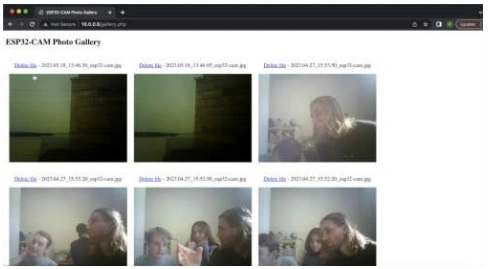 ESP32-CAM Photo Gallery
Not Secure | 10.0.0.5/gallery.php
Update
ESP32-CAM Photo Gallery
Delete file - 2023.05.18_13:46:30_esp32-cam.jpg
Delete file - 2023.05.18_13:46:05_esp32-cam.jpg
Delete file - 2023.04.27_15:53:50_esp32-cam.jpg
Delete file - 2023.04.27_15:53:20_esp32-cam.jpg
Delete file - 2023.04.27_15:52:50_esp32-cam.jpg
Delete file - 2023.04.27_15:52:20_esp32-cam.jpg